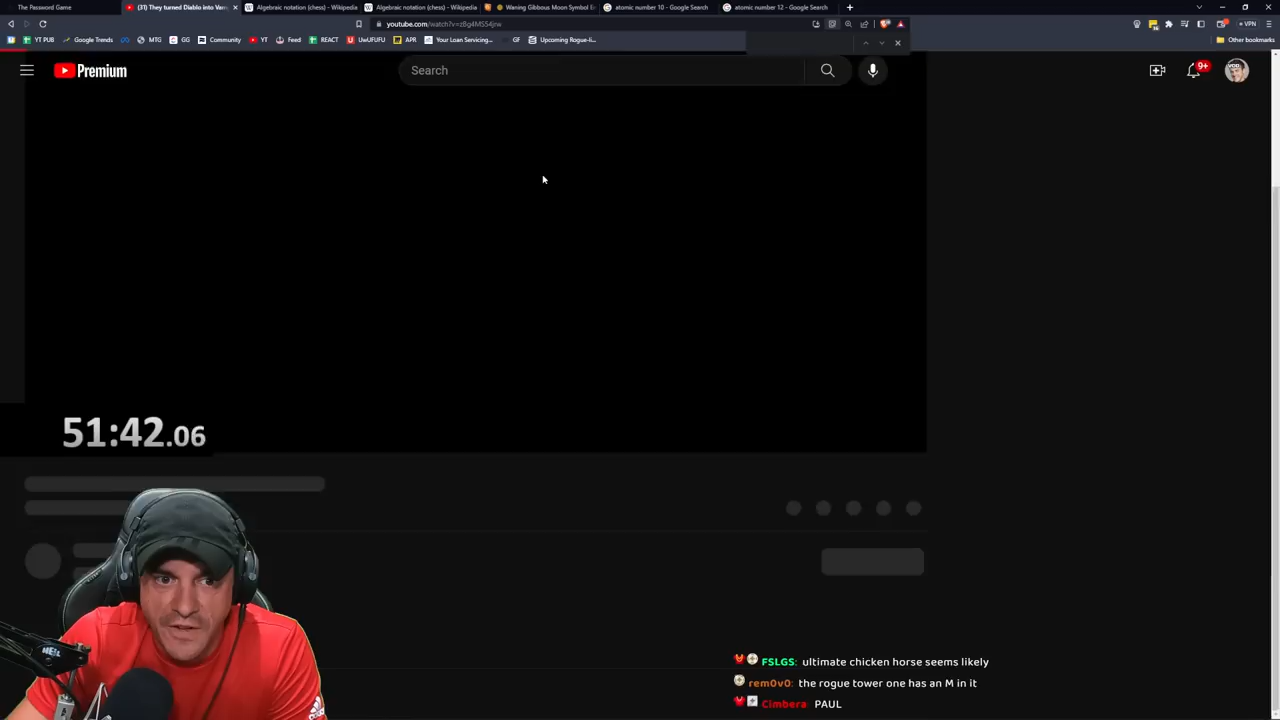 The Password Game
(31) They turned Diablo into Vam
Algebraic notation (chess) - Wikipedia
Algebraic notation (chess) - Wikipedia
Waning Gibbous Moon Symbol E
atomic number 10 - Google Search
atomic number 12 - Google Search
VPN
YT PUB
Google Trends
MTG
GG
Community
YT
Feed
REACT
UwUFUFU
APR
Your Loan Servicing...
GF
Upcoming Rogue-li...
Other bookmarks
Premium
Search
9+
51:42.06
FSLGS: ultimate chicken horse seems likely
rem0v0: the rogue tower one has an M in it
Cimbera PAUL